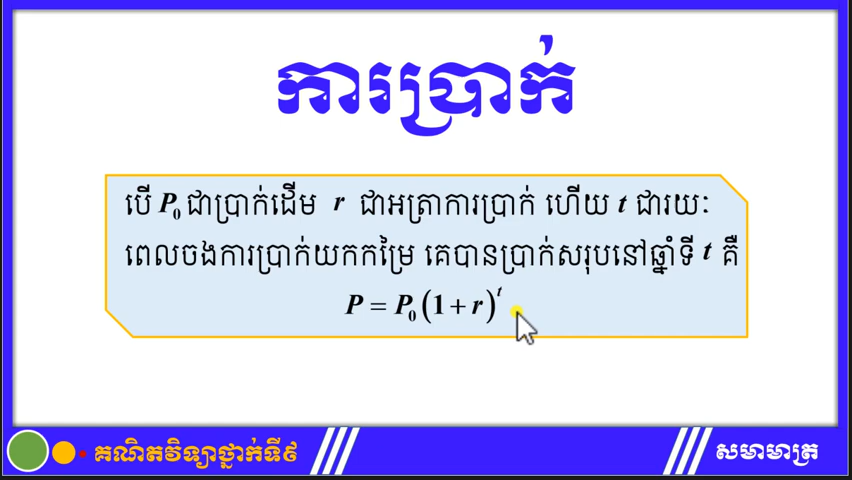 ការប្រាក់
បើ P₀ ជាប្រាក់ដើម r ជាអត្រាការប្រាក់ ហើយ t ជារយៈ
ពេលចងការប្រាក់យកកម្រៃ គេបានប្រាក់សរុបនៅឆ្នាំទី t គឺ
P = P₀(1 + r)ᵗ
គណិតវិទ្យាថ្នាក់ទី៩
សមាមាត្រ